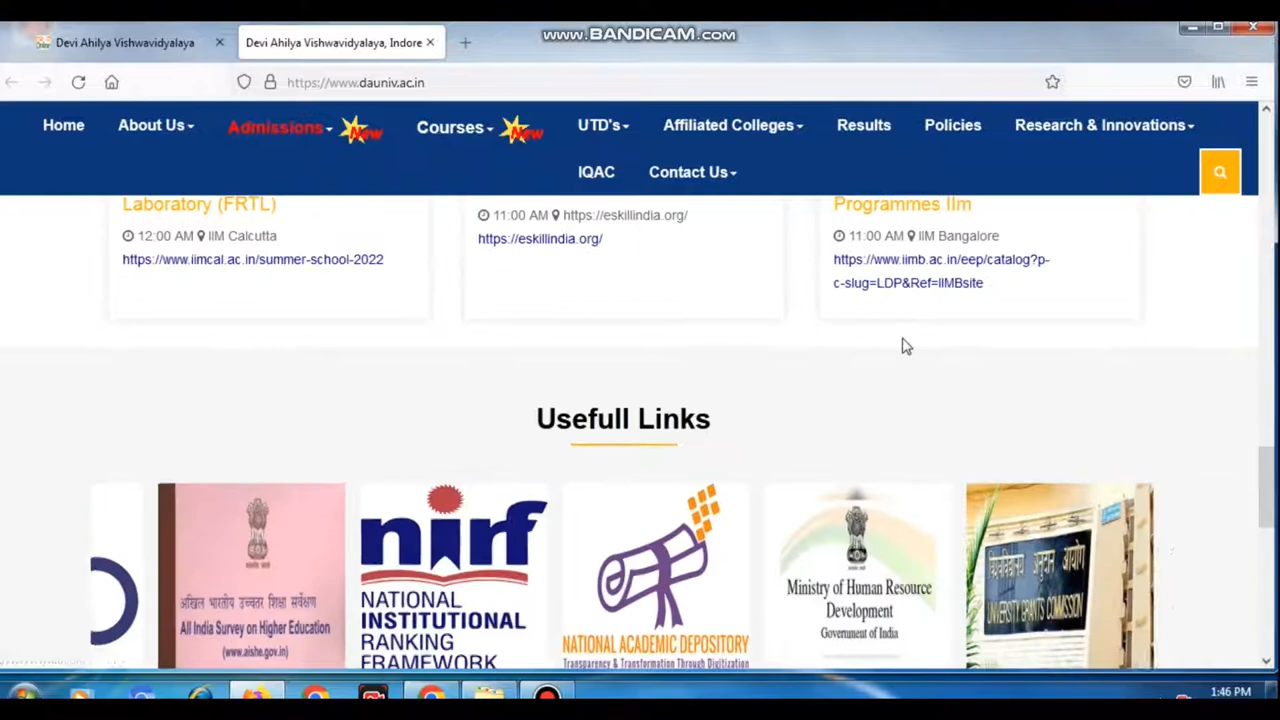 www.BANDICAM.com
Devi Ahilya Vishwavidyalaya
Devi Ahilya Vishwavidyalaya, Indore
https://www.dauniv.ac.in
Home
About Us
Admissions
New
Courses
New
UTD's
Affiliated Colleges
Results
Policies
Research & Innovations
IQAC
Contact Us
Laboratory (FRTL)
12:00 AM IIM Calcutta
https://www.iimcal.ac.in/summer-school-2022
11:00 AM https://eskillindia.org/
https://eskillindia.org/
Programmes IIm
11:00 AM IIM Bangalore
https://www.iimb.ac.in/eep/catalog?p-
c-slug=LDP&Ref=IIMBsite
Usefull Links
अखिल भारतीय उच्चतर शिक्षा सर्वेक्षण
All India Survey on Higher Education
(www.aishe.gov.in)
nirf
NATIONAL
INSTITUTIONAL
RANKING
FRAMEWORK
NATIONAL ACADEMIC DEPOSITORY
Transparency & Transformation Through Digitization
Ministry of Human Resource
Development
Government of India
विश्वविद्यालय अनुदान आयोग
UNIVERSITY GRANTS COMMISSION
1:46 PM